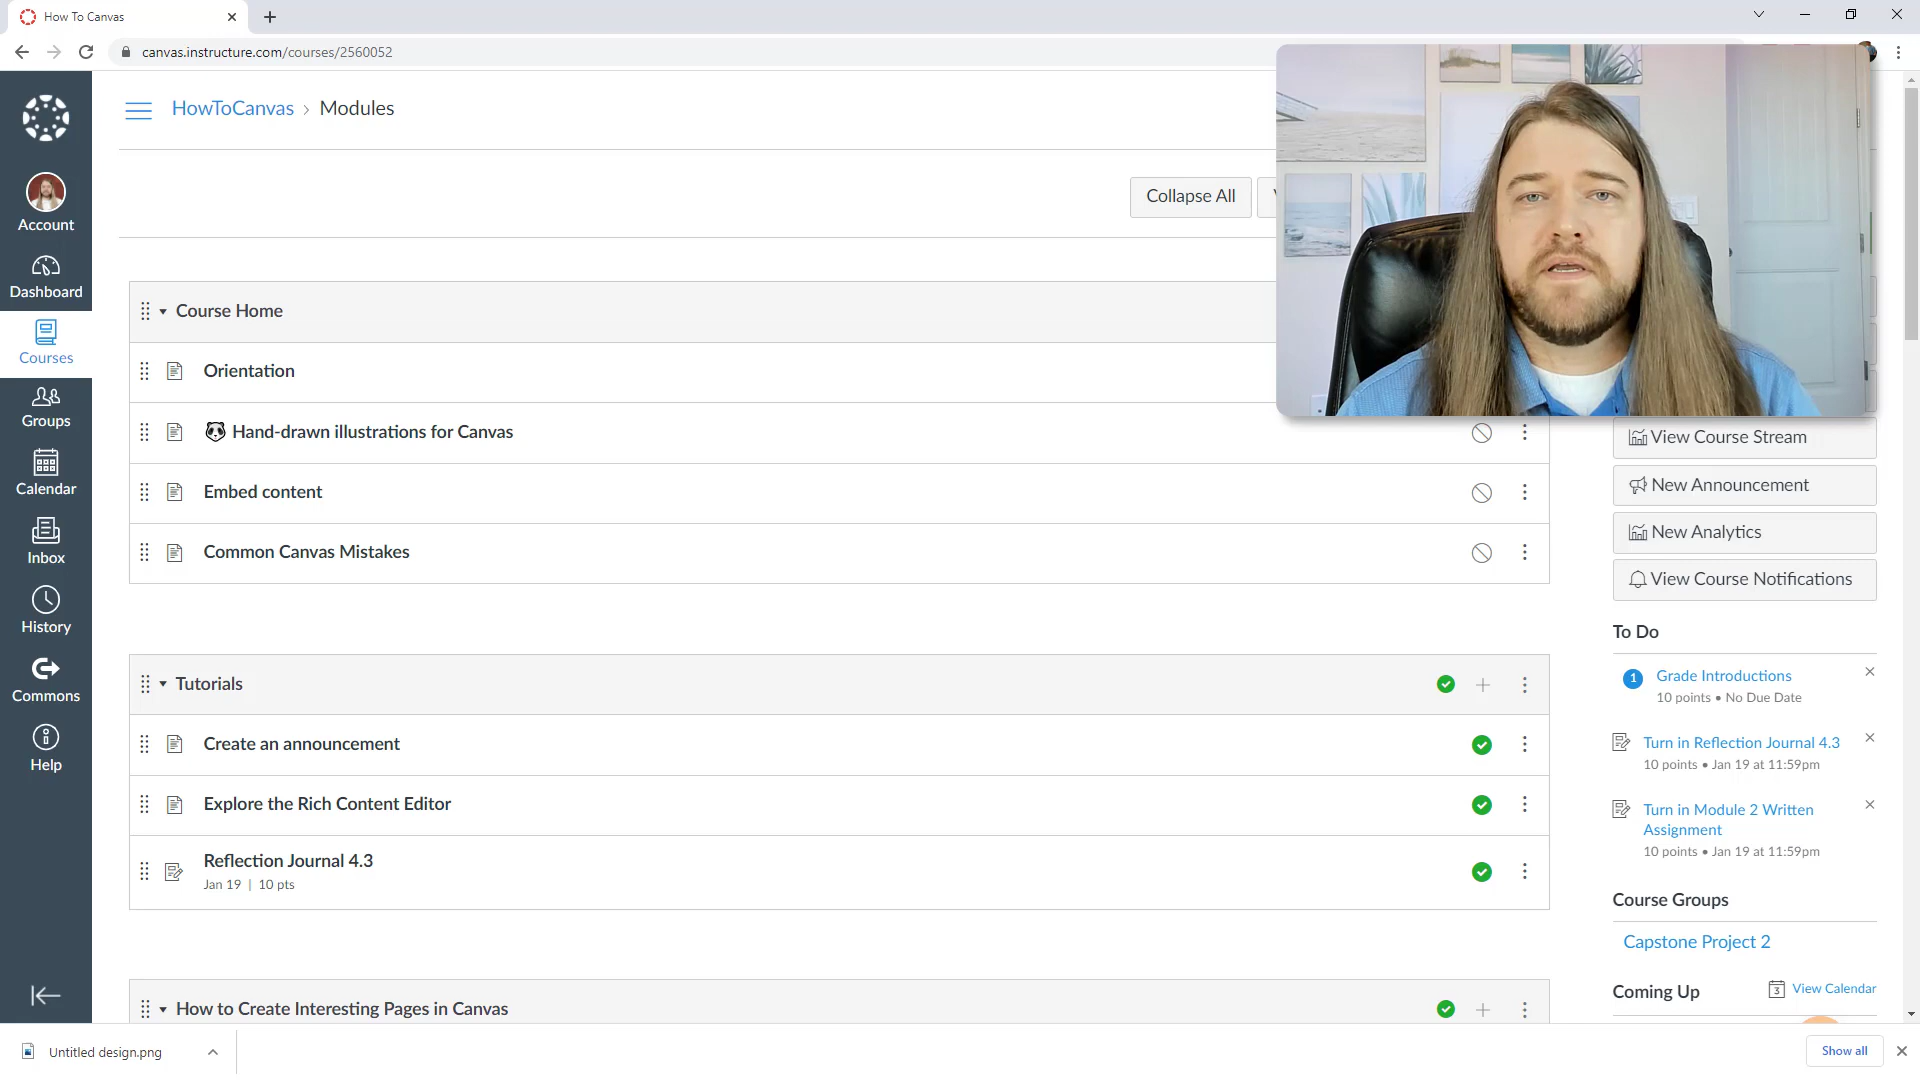 How To Canvas
canvas.instructure.com/courses/2560052
HowToCanvas › Modules
Account
Dashboard
Courses
Groups
Calendar
Inbox
History
Commons
Help
Collapse All
Course Home
Orientation
Hand-drawn illustrations for Canvas
Embed content
Common Canvas Mistakes
Tutorials
Create an announcement
Explore the Rich Content Editor
Reflection Journal 4.3
Jan 19 | 10 pts
How to Create Interesting Pages in Canvas
View Course Stream
New Announcement
New Analytics
View Course Notifications
To Do
1 Grade Introductions
10 points • No Due Date
Turn in Reflection Journal 4.3
10 points • Jan 19 at 11:59pm
Turn in Module 2 Written
Assignment
10 points • Jan 19 at 11:59pm
Course Groups
Capstone Project 2
Coming Up 3 View Calendar
Untitled design.png
Show all